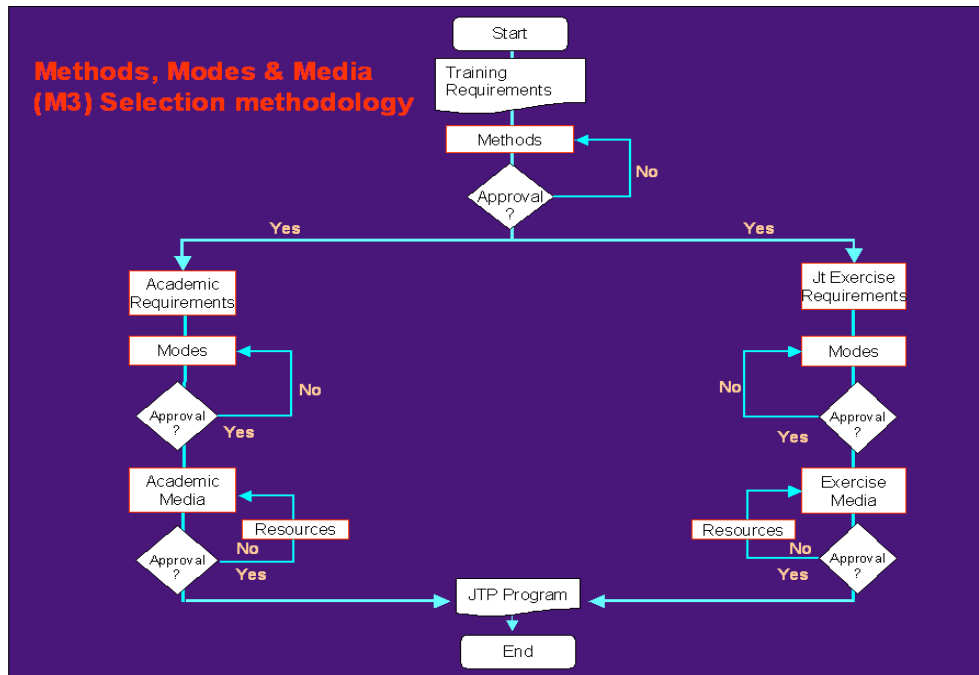 Start
Methods, Modes & Media
(M3) Selection methodology
Training
Requirements
Methods
No
Approval
?
Yes
Yes
Academic
Requirements
Jt Exercise
Requirements
Modes
Modes
No
No
Approval
?
Yes
Approval
?
Yes
Academic
Media
Exercise
Media
Resources
Resources
No
No
Approval
?
Yes
Approval
?
Yes
JTP Program
End